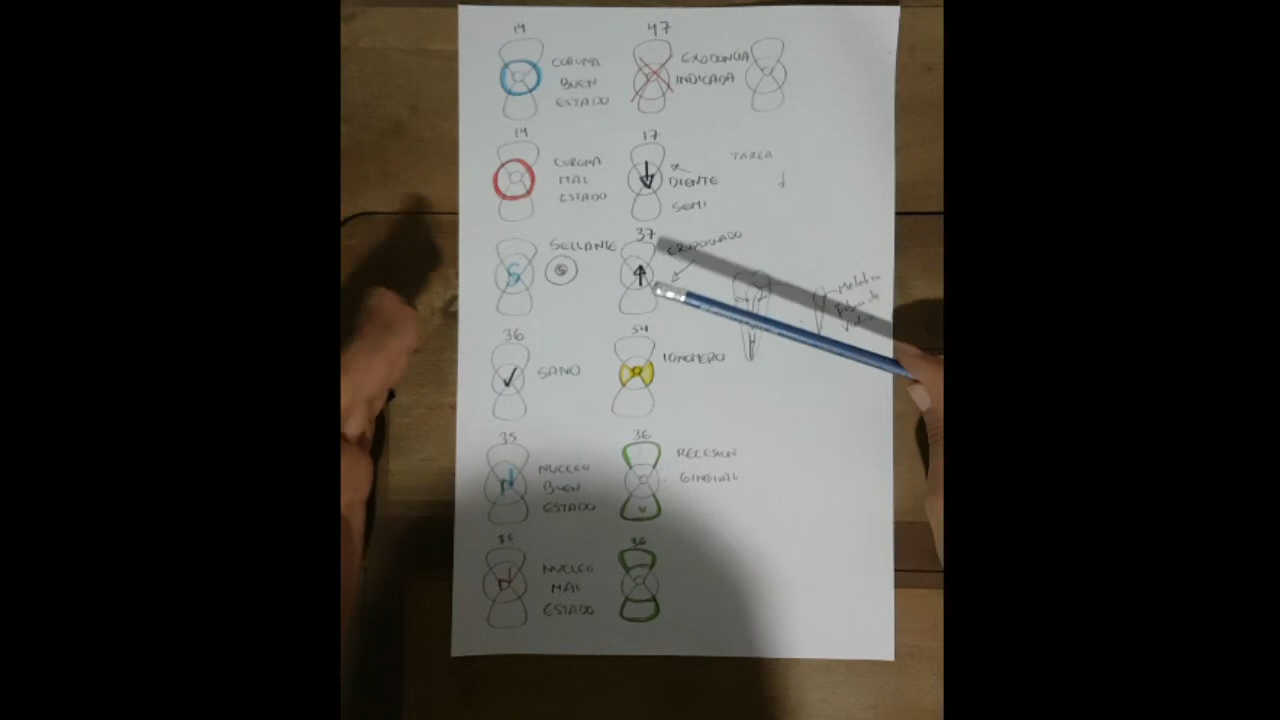 14
CORONA
BUEN
ESTADO
47
EXODONCIA
INDICADA
14
CORONA
MAL
ESTADO
17
DIENTE
SEMI
TAREA
S
SELLANTE
S
37
ERUPCIONADO
36
SANO
54
IONOMERO
35
N
NUCLEO
BUEN
ESTADO
36
RECESION
GINGIVAL
V
35
N
NUCLEO
MAL
ESTADO
36